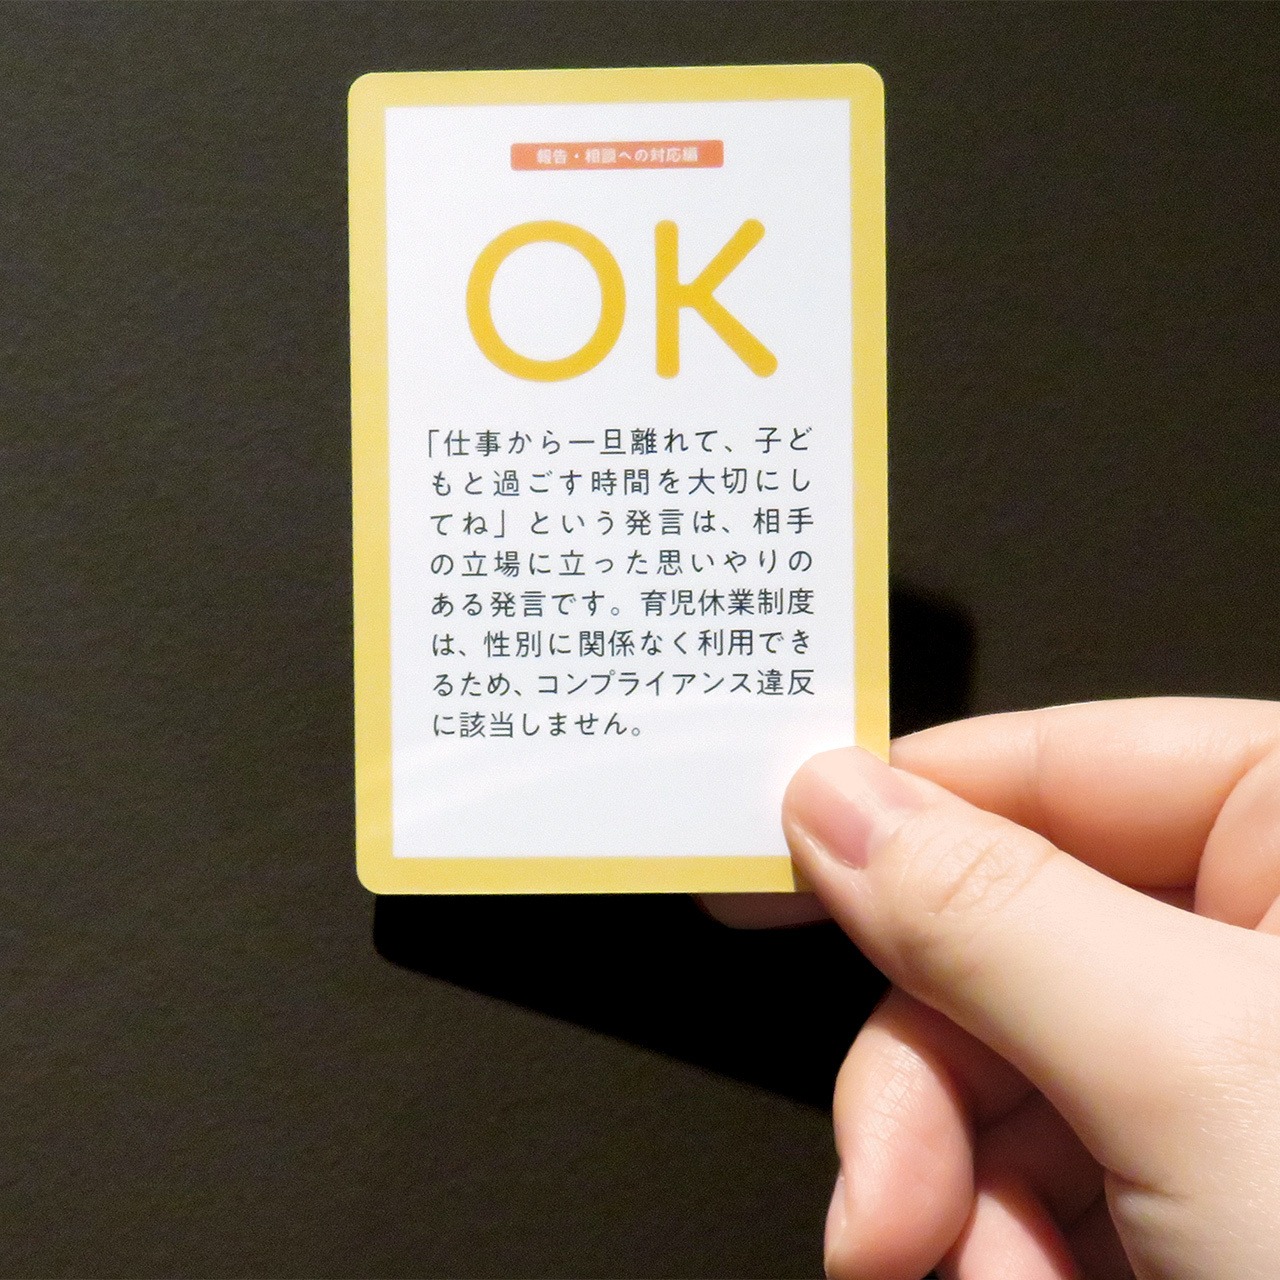 報告・相談への対応編
OK
「仕事から一旦離れて、子ど
もと過ごす時間を大切にし
てね」という発言は、相手
の立場に立った思いやりの
ある発言です。育児休業制度
は、性別に関係なく利用でき
るため、コンプライアンス違反
に該当しません。